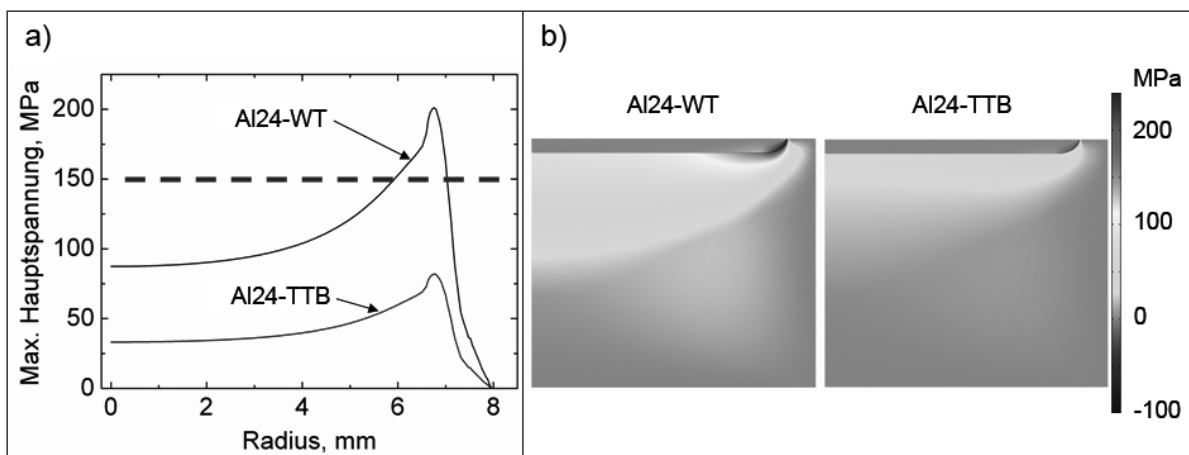 a)
Max. Hauptspannung, MPa
200
150
100
50
0
Al24-WT
Al24-TTB
0 2 4 6 8
Radius, mm
b)
Al24-WT
Al24-TTB
MPa
200
100
0
-100